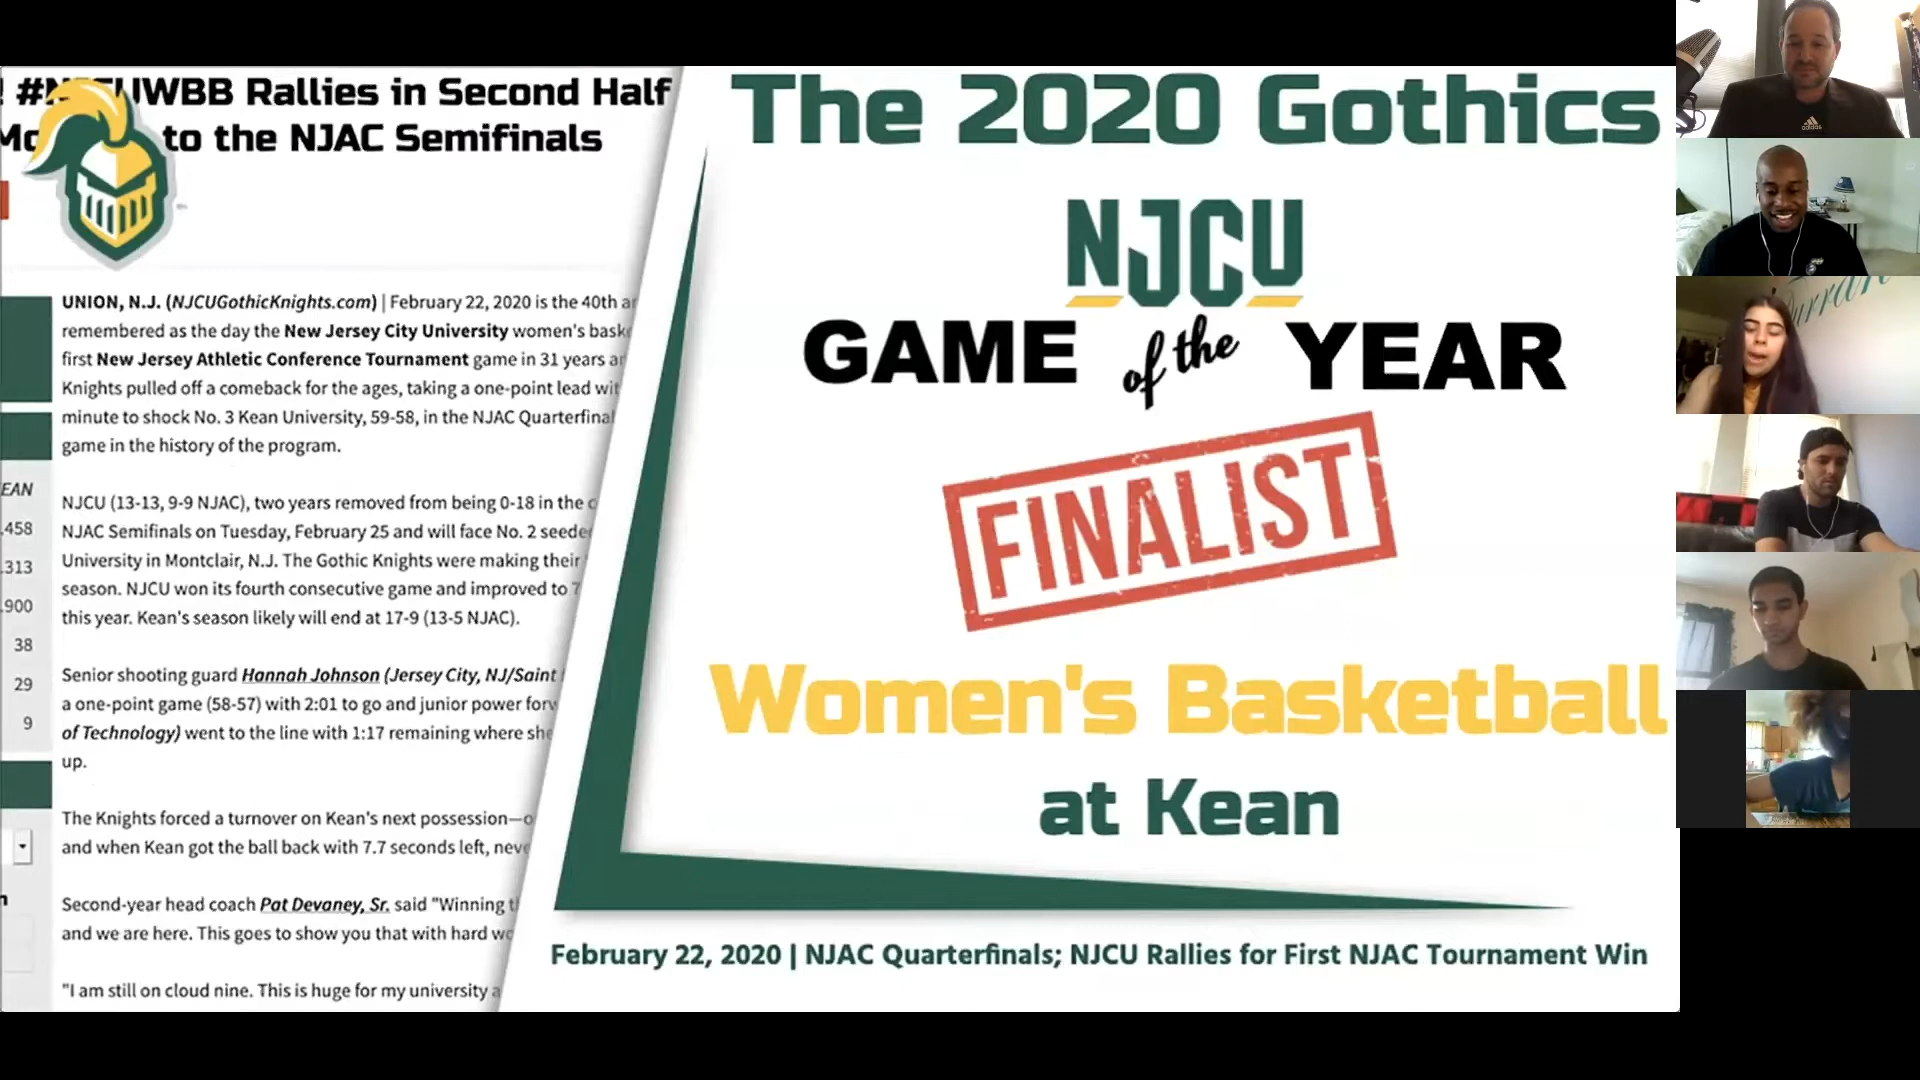 #N WBB Rallies in Second Half
to the NJAC Semifinals
UNION, N.J. (NJCUGothicKnights.com) | February 22, 2020 is the 40th
remembered as the day the New Jersey City University women's
first New Jersey Athletic Conference Tournament game in 31 years
Knights pulled off a comeback for the ages, taking a one-point lead
minute to shock No. 3 Kean University, 59-58, in the NJAC
game in the history of the program.
NJCU (13-13, 9-9 NJAC), two years removed from being 0-18 in the
NJAC Semifinals on Tuesday, February 25 and will face No. 2
University in Montclair, N.J. The Gothic Knights were making their
season. NJCU won its fourth consecutive game and improved to
this year. Kean's season likely will end at 17-9 (13-5 NJAC).
Senior shooting guard Hannah Johnson (Jersey City, NJ/Saint
a one-point game (58-57) with 2:01 to go and junior power
of Technology) went to the line with 1:17 remaining where
up.
The Knights forced a turnover on Kean's next possession—
and when Kean got the ball back with 7.7 seconds left,
Second-year head coach Pat Devaney, Sr. said "Winning
and we are here. This goes to show you that with hard
"I am still on cloud nine. This is huge for my university
EAN
.458
.313
.900
38
29
9
The 2020 Gothics
NJCU
GAME of the YEAR
FINALIST
Women's Basketball
at Kean
February 22, 2020 | NJAC Quarterfinals; NJCU Rallies for First NJAC Tournament Win
adidas